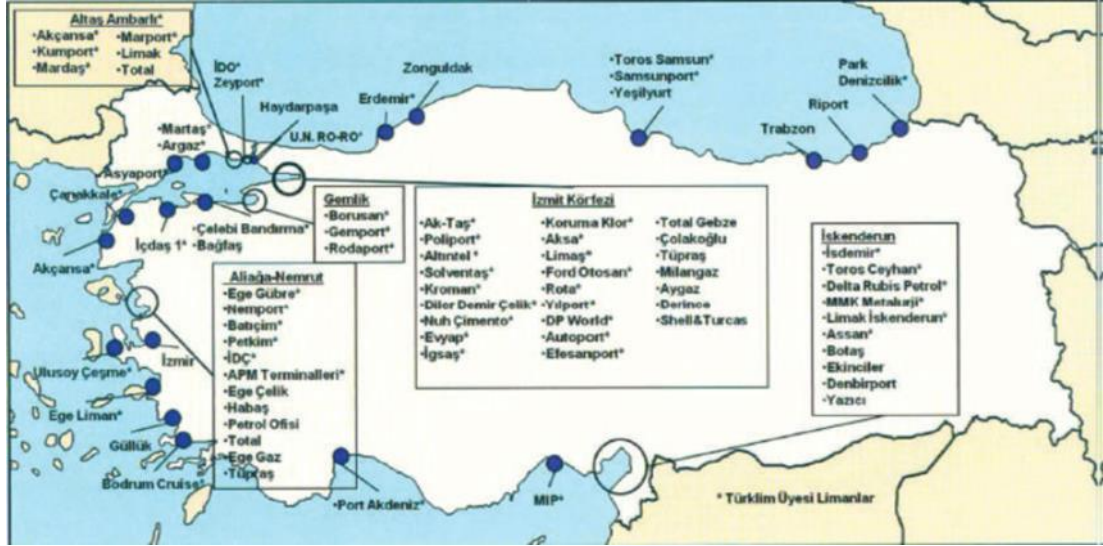 Altaş Ambarlı*
•Akçansa* •Marport*
•Kumport* •Limak
•Mardaş* •Total
İDO*
Zeyport*
Haydarpaşa
U.N. RO-RO*
Zonguldak
Erdemir*
•Toros Samsun*
•Samsunport*
•Yeşilyurt
Park
Denizcilik*
Riport
Trabzon
•Martaş*
•Argaz*
Asyaport*
Çanakkale*
Akçansa*
İçdaş 1*
•Çelebi Bandırma*
•Bağfaş
Gemlik
•Borusan*
•Gemport*
•Rodaport*
İzmit Körfezi
•Ak-Taş* •Koruma Klor* •Total Gebze
•Poliport* •Aksa* •Çolakoğlu
•Altıntel* •Limaş* •Tüpraş
•Solventaş* •Ford Otosan* •Milangaz
•Kroman* •Rota* •Aygaz
•Diler Demir Çelik* •Yılport* •Derince
•Nuh Çimento* •DP World* •Shell&Turcas
•Evyap* •Autoport*
•İgsaş* •Efesanport*
İskenderun
•İsdemir*
•Toros Ceyhan*
•Delta Rubis Petrol*
•MMK Metalurji*
•Limak İskenderun*
•Assan*
•Botaş
•Ekinciler
•Denbirport
•Yazıcı
Aliağa-Nemrut
•Ege Gübre*
•Nemport*
•Batıçim*
•Petkim*
•İDÇ*
•APM Terminalleri*
•Ege Çelik
•Habaş
•Petrol Ofisi
•Total
•Ege Gaz
•Tüpraş
İzmir
Ulusoy Çeşme*
Ege Liman*
Güllük
Bodrum Cruise*
•Port Akdeniz*
MIP*
* Türklim Üyesi Limanlar